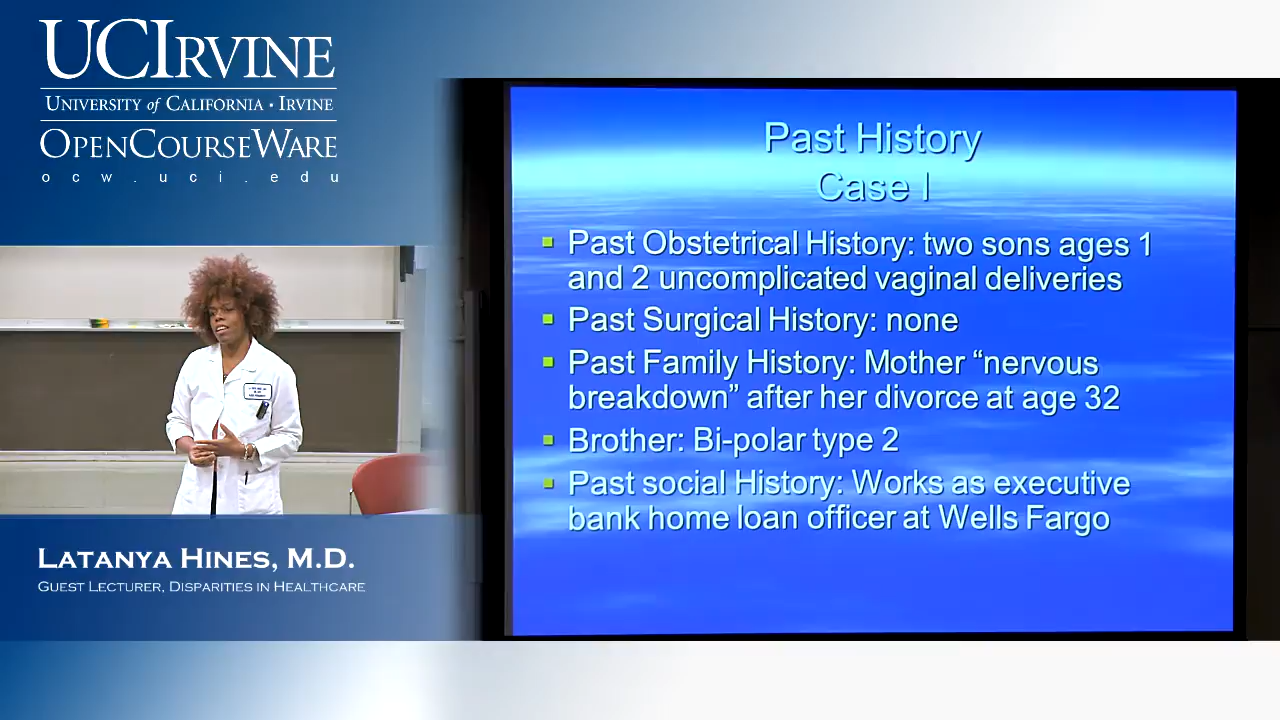 UCIRVINE
UNIVERSITY of CALIFORNIA · IRVINE
OPENCOURSEWARE
ocw.uci.edu
LATANYA HINES, M.D.
GUEST LECTURER, DISPARITIES IN HEALTHCARE
Past History
Case I
Past Obstetrical History: two sons ages 1
and 2 uncomplicated vaginal deliveries
Past Surgical History: none
Past Family History: Mother “nervous
breakdown” after her divorce at age 32
Brother: Bi-polar type 2
Past social History: Works as executive
bank home loan officer at Wells Fargo